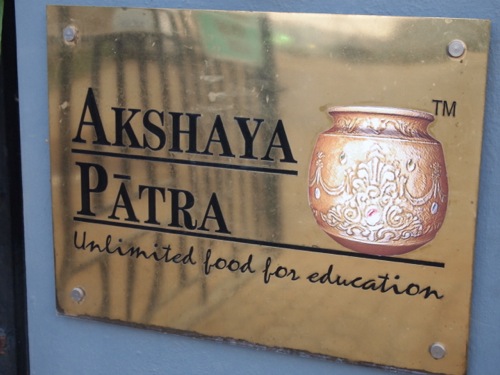 AKSHAYA
PĀTRA
TM
Unlimited food for education